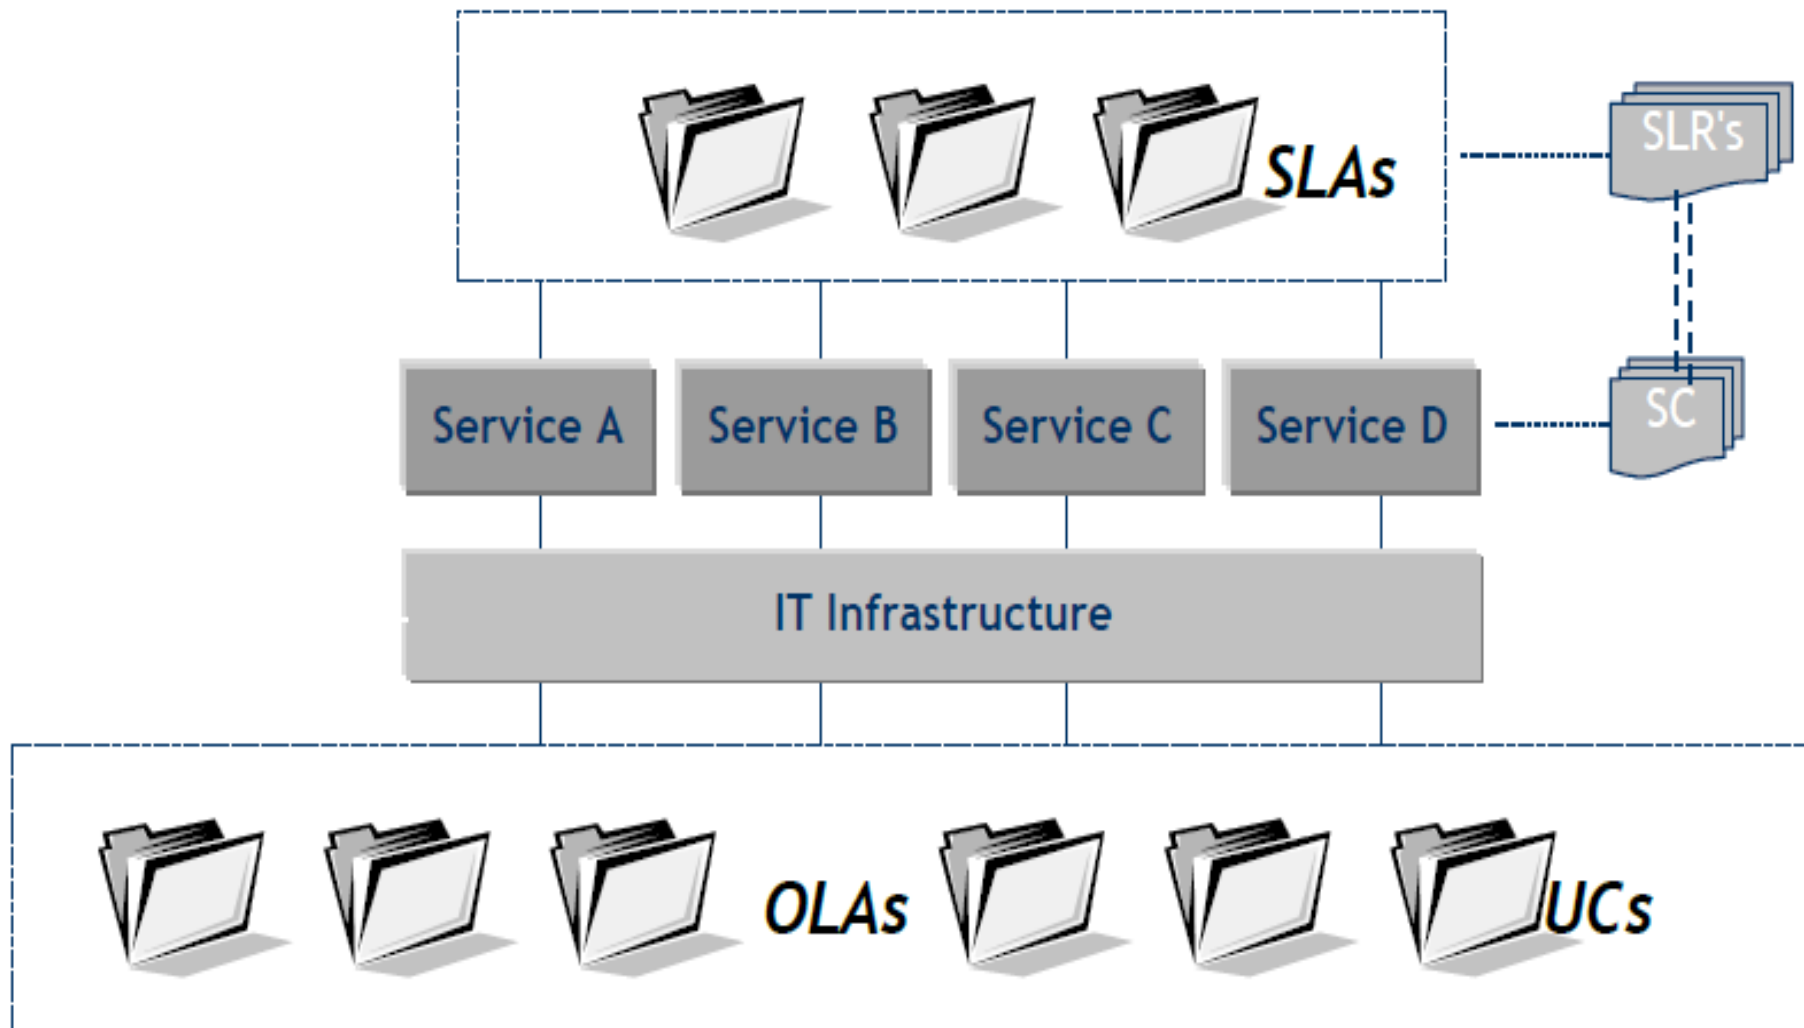 SLAs
SLR's
Service A
Service B
Service C
Service D
SC
IT Infrastructure
OLAs
UCs